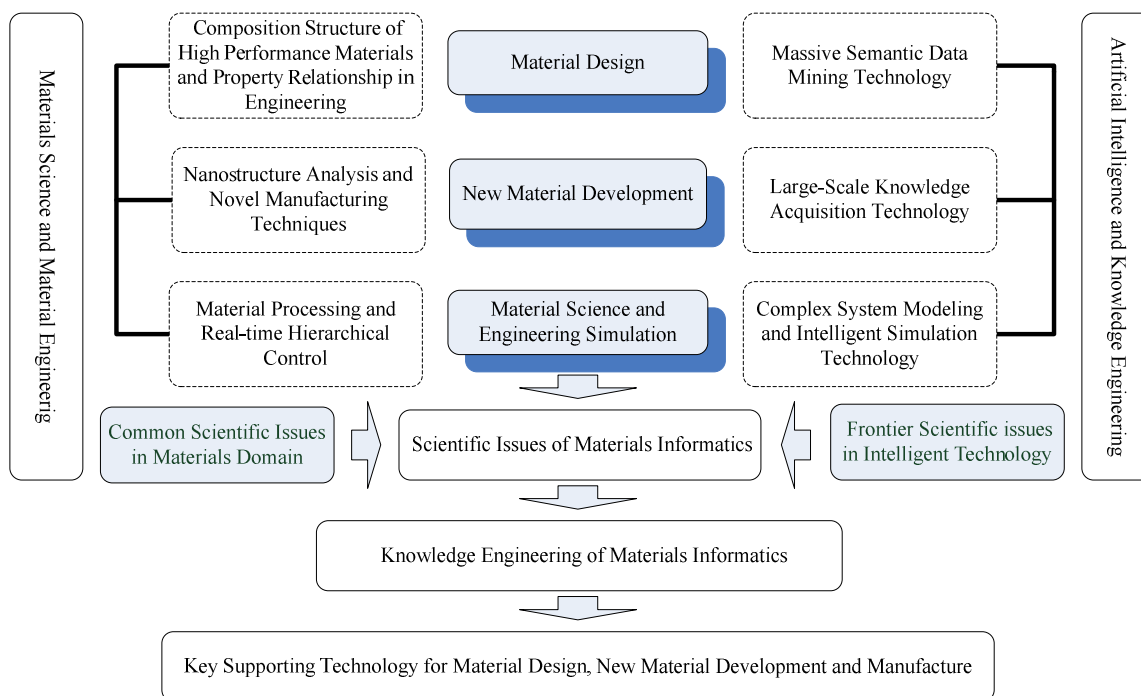 Materials Science and Material Engineerig
Composition Structure of
High Performance Materials
and Property Relationship in
Engineering
Material Design
Massive Semantic Data
Mining Technology
Artificial Intelligence and Knowledge Engineering
Nanostructure Analysis and
Novel Manufacturing
Techniques
New Material Development
Large-Scale Knowledge
Acquisition Technology
Material Processing and
Real-time Hierarchical
Control
Material Science and
Engineering Simulation
Complex System Modeling
and Intelligent Simulation
Technology
Common Scientific Issues
in Materials Domain
Scientific Issues of Materials Informatics
Frontier Scientific issues
in Intelligent Technology
Knowledge Engineering of Materials Informatics
Key Supporting Technology for Material Design, New Material Development and Manufacture